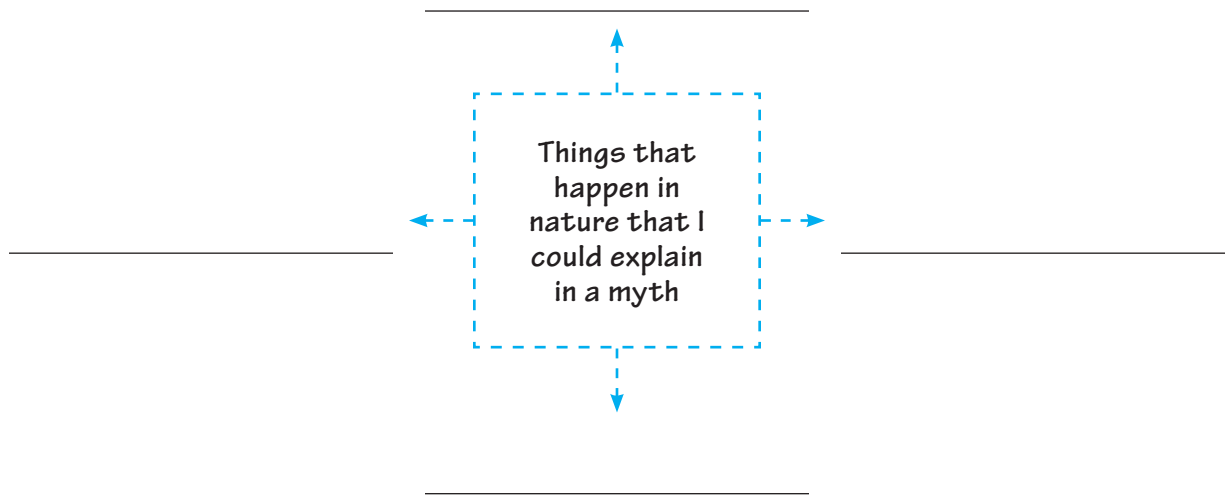 Things that
happen in
nature that I
could explain
in a myth